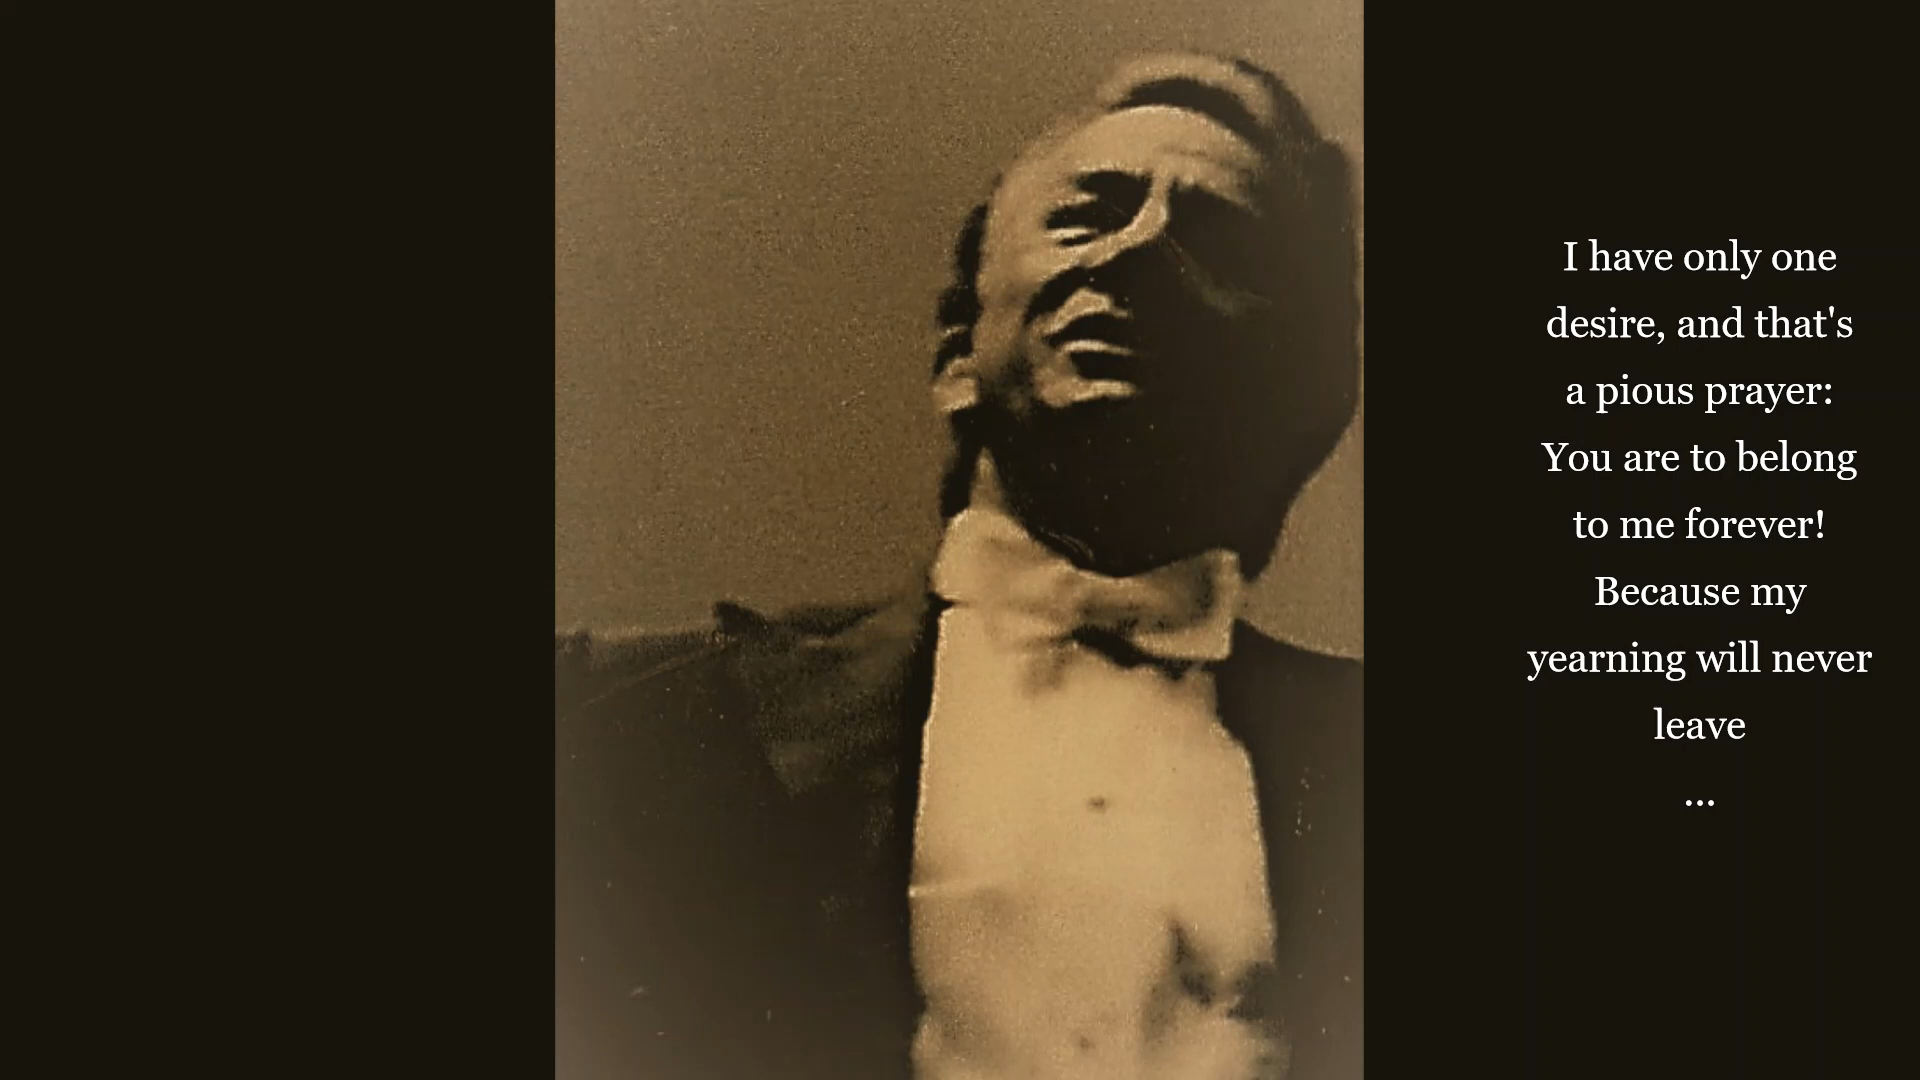 I have only one
desire, and that's
a pious prayer:
You are to belong
to me forever!
Because my
yearning will never
leave
...